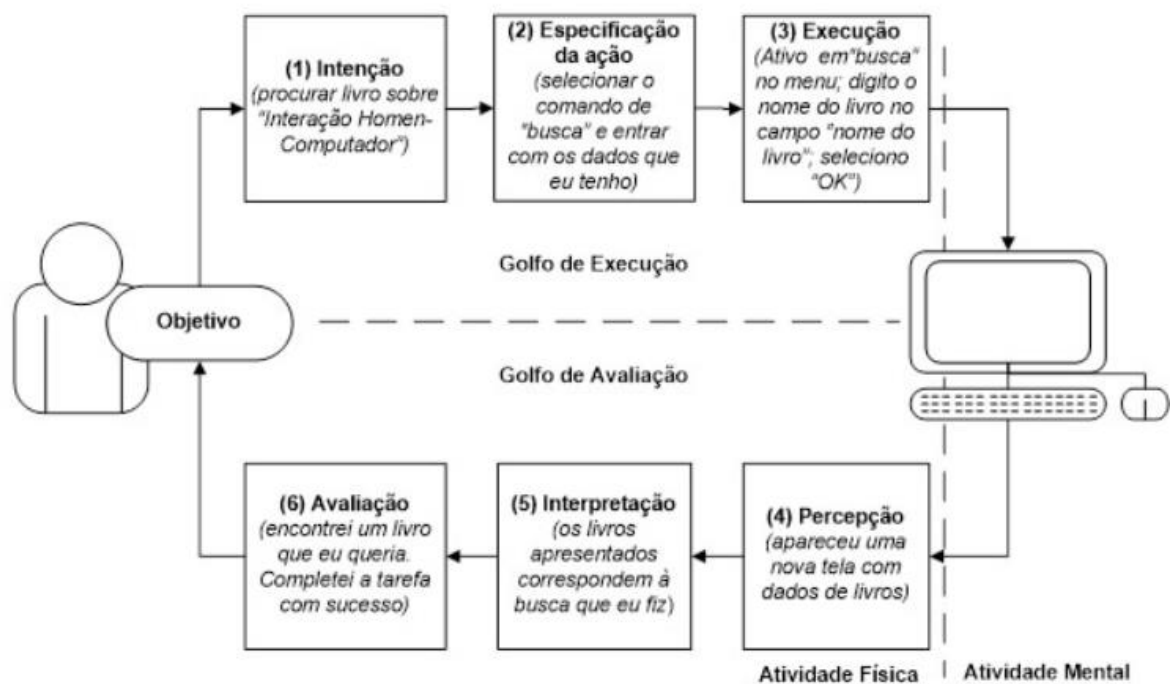 (1) Intenção
(procurar livro sobre
"Interação Homen-
Computador")
(2) Especificação
da ação
(selecionar o
comando de
"busca" e entrar
com os dados que
eu tenho)
(3) Execução
(Ativo em"busca"
no menu; digito o
nome do livro no
campo "nome do
livro"; seleciono
"OK")
Golfo de Execução
Objetivo
Golfo de Avaliação
(6) Avaliação
(encontrei um livro
que eu queria.
Completei a tarefa
com sucesso)
(5) Interpretação
(os livros
apresentados
correspondem à
busca que eu fiz)
(4) Percepção
(apareceu uma
nova tela com
dados de livros)
Atividade Física
Atividade Mental